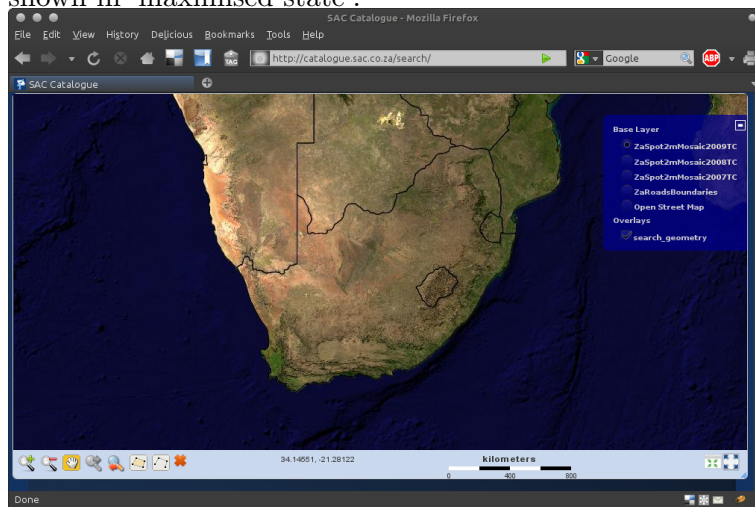 shown in 'maximised state'.
SAC Catalogue - Mozilla Firefox
File Edit View History Delicious Bookmarks Tools Help
TAG http://catalogue.sac.co.za/search/ Google ABP
SAC Catalogue
Base Layer
ZaSpot2mMosaic2009TC
ZaSpot2mMosaic2008TC
ZaSpot2mMosaic2007TC
ZaRoadsBoundaries
Open Street Map
Overlays
search_geometry
34.14551, -21.28122
kilometers
0 400 800
Done